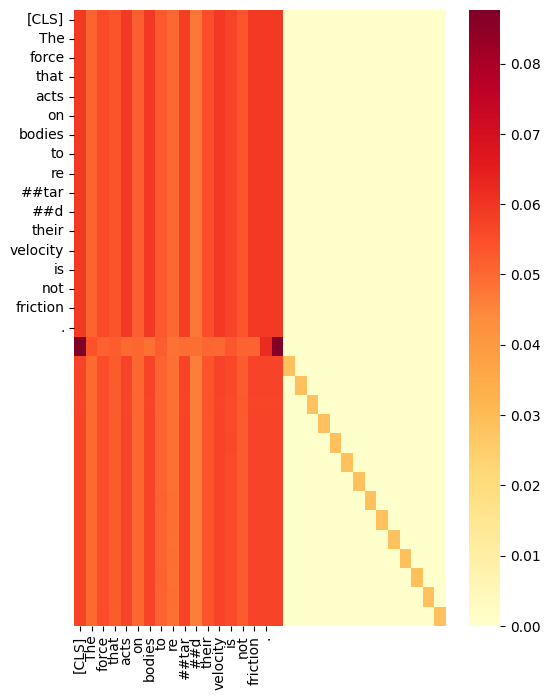 [CLS]
The
force
that
acts
on
bodies
to
re
##tar
##d
their
velocity
is
not
friction
.
0.08
0.07
0.06
0.05
0.04
0.03
0.02
0.01
0.00
[CLS]
The
force
that
acts
on
bodies
to
re
##tar
##d
their
velocity
is
not
friction
.